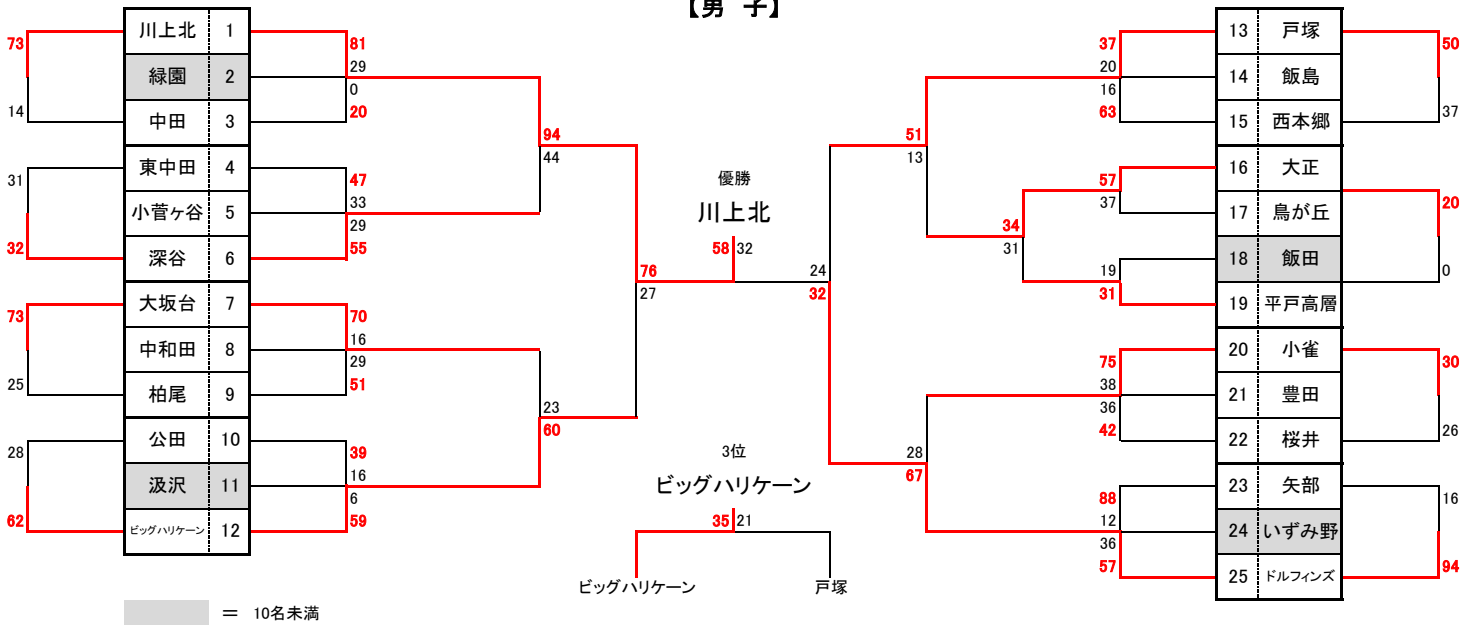 【男 子】
川上北 1
緑園 2
中田 3
東中田 4
小菅ヶ谷 5
深谷 6
大坂台 7
中和田 8
柏尾 9
公田 10
汲沢 11
ビッグハリケーン 12
73
14
31
32
73
25
28
62
81
29
0
20
47
33
29
55
70
16
29
51
39
16
6
59
94
44
23
60
76
27
優勝
川上北
58 32
3位
ビッグハリケーン
35 21
ビッグハリケーン 戸塚
24
32
51
13
28
67
34
31
37
20
16
63
57
37
19
31
75
38
36
42
88
12
36
57
13 戸塚
14 飯島
15 西本郷
16 大正
17 鳥が丘
18 飯田
19 平戸高層
20 小雀
21 豊田
22 桜井
23 矢部
24 いずみ野
25 ドルフィンズ
50
37
20
0
30
26
16
94
＝ 10名未満